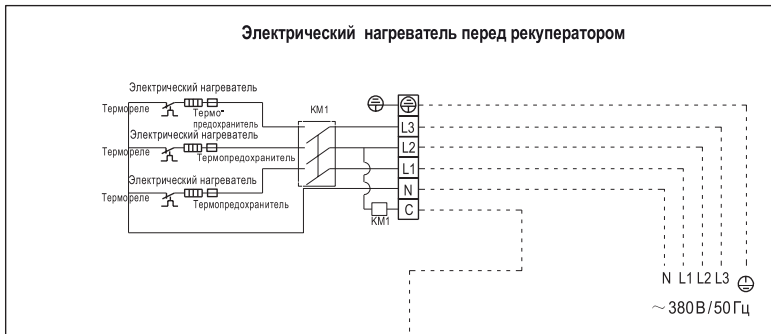 Электрический нагреватель перед рекуператором
Электрический нагреватель
Термореле
Термо-
предохранитель
KM1
Электрический нагреватель
Термореле
Термопредохранитель
Электрический нагреватель
Термореле
Термопредохранитель
L3
L2
L1
N
C
KM1
N L1 L2 L3
~380В/50Гц